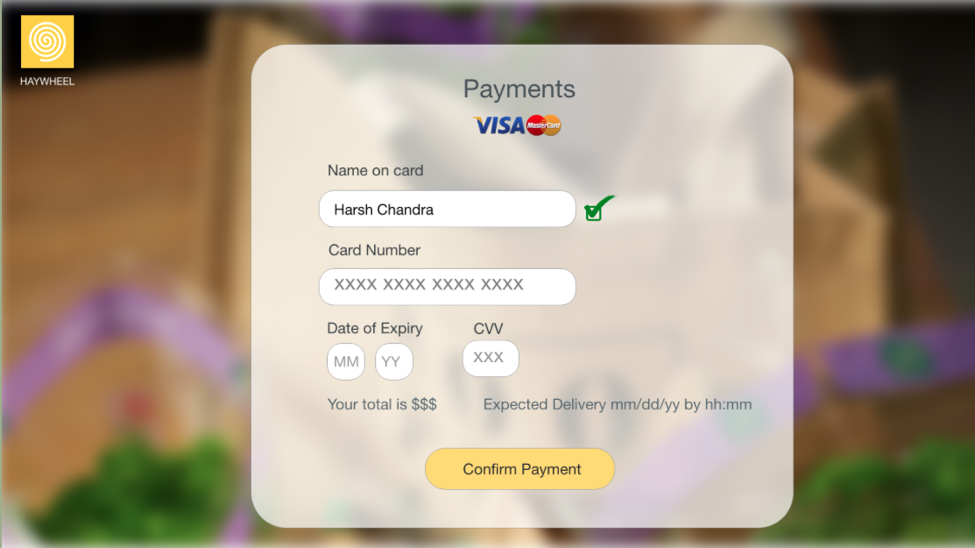 HAYWHEEL
Payments
VISA MasterCard
Name on card
Harsh Chandra
Card Number
XXXX XXXX XXXX XXXX
Date of Expiry CVV
MM YY XXX
Your total is $$$ Expected Delivery mm/dd/yy by hh:mm
Confirm Payment